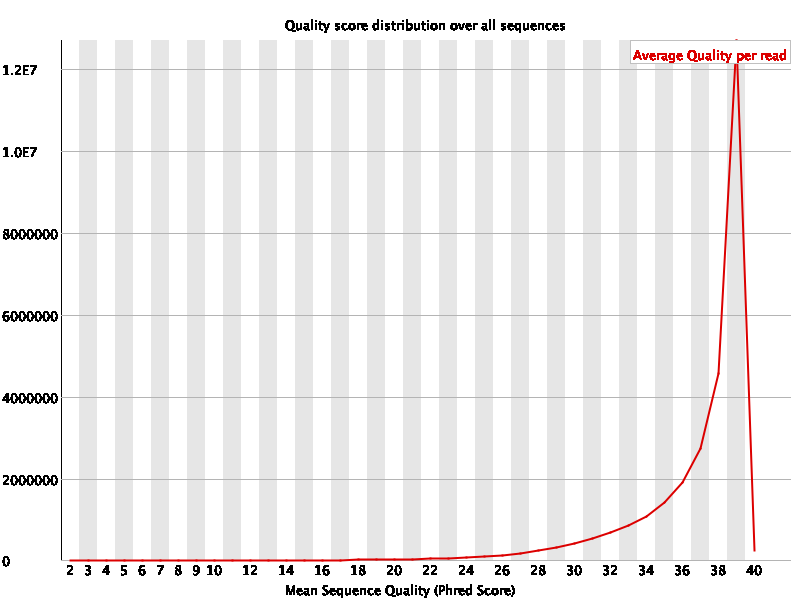 Quality score distribution over all sequences
Average Quality per read
1.2E7
1.0E7
8000000
6000000
4000000
2000000
0
2 3 4 5 6 7 8 9 10 12 14 16 18 20 22 24 26 28 30 32 34 36 38 40
Mean Sequence Quality (Phred Score)